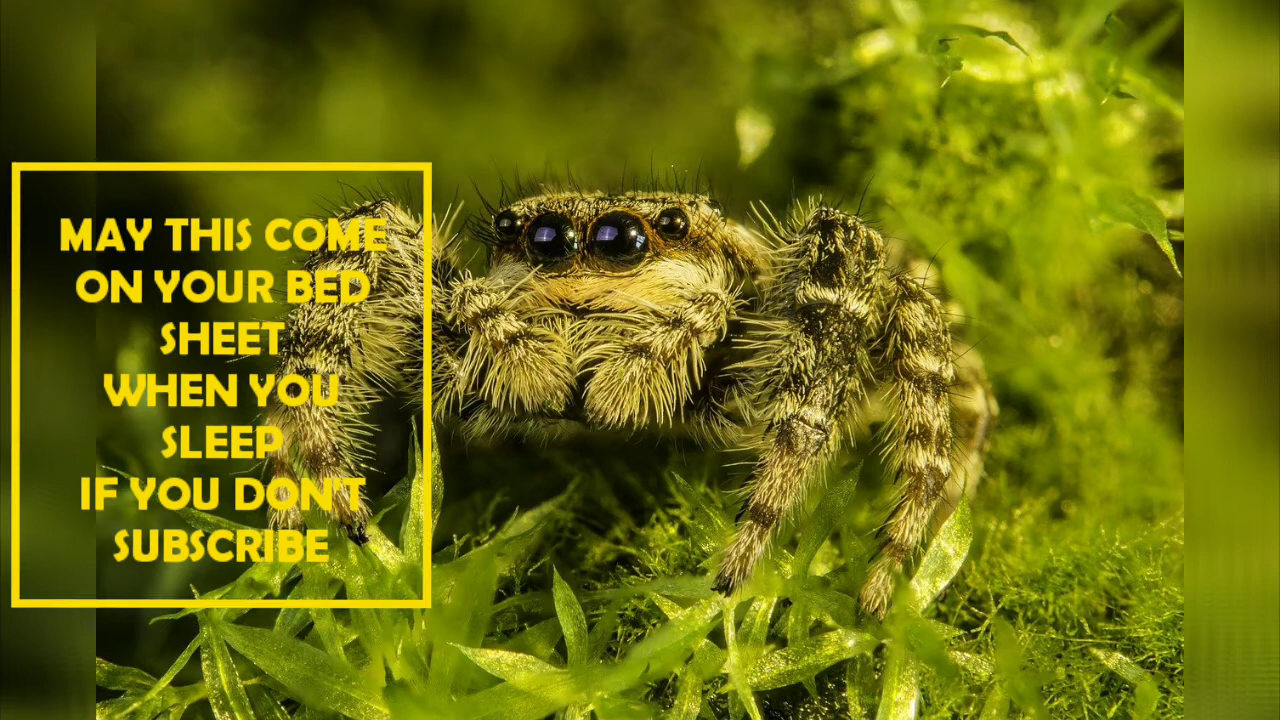 MAY THIS COME
ON YOUR BED
SHEET
WHEN YOU
SLEEP
IF YOU DON'T
SUBSCRIBE